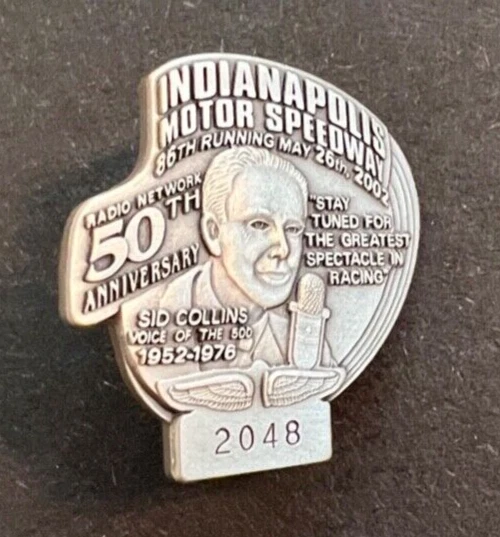 INDIANAPOLIS
MOTOR SPEEDWAY
86TH RUNNING MAY 26th, 2002
RADIO NETWORK
50TH
ANNIVERSARY
"STAY
TUNED FOR
THE GREATEST
SPECTACLE IN
RACING"
SID COLLINS
VOICE OF THE 500
1952-1976
2048